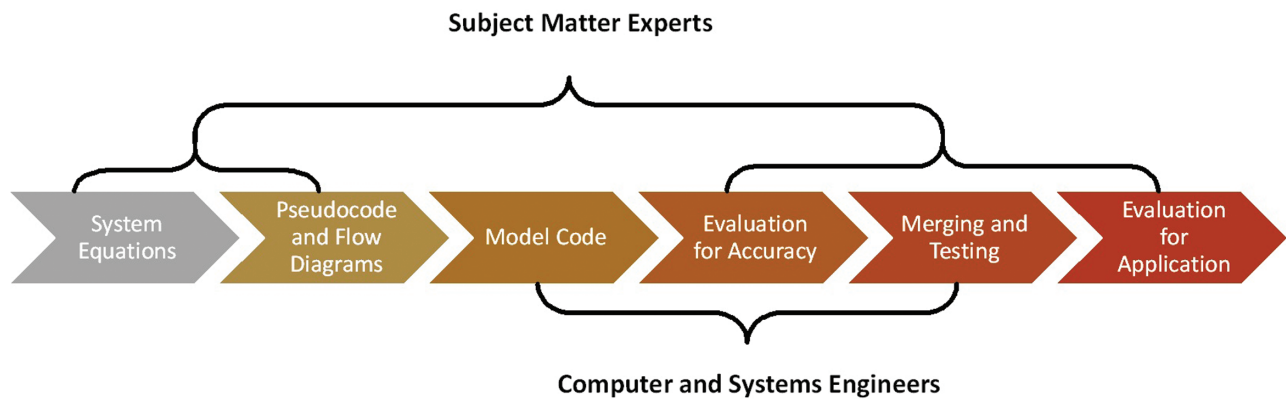 Subject Matter Experts
System
Equations
Pseudocode
and Flow
Diagrams
Model Code
Evaluation
for Accuracy
Merging and
Testing
Evaluation
for
Application
Computer and Systems Engineers